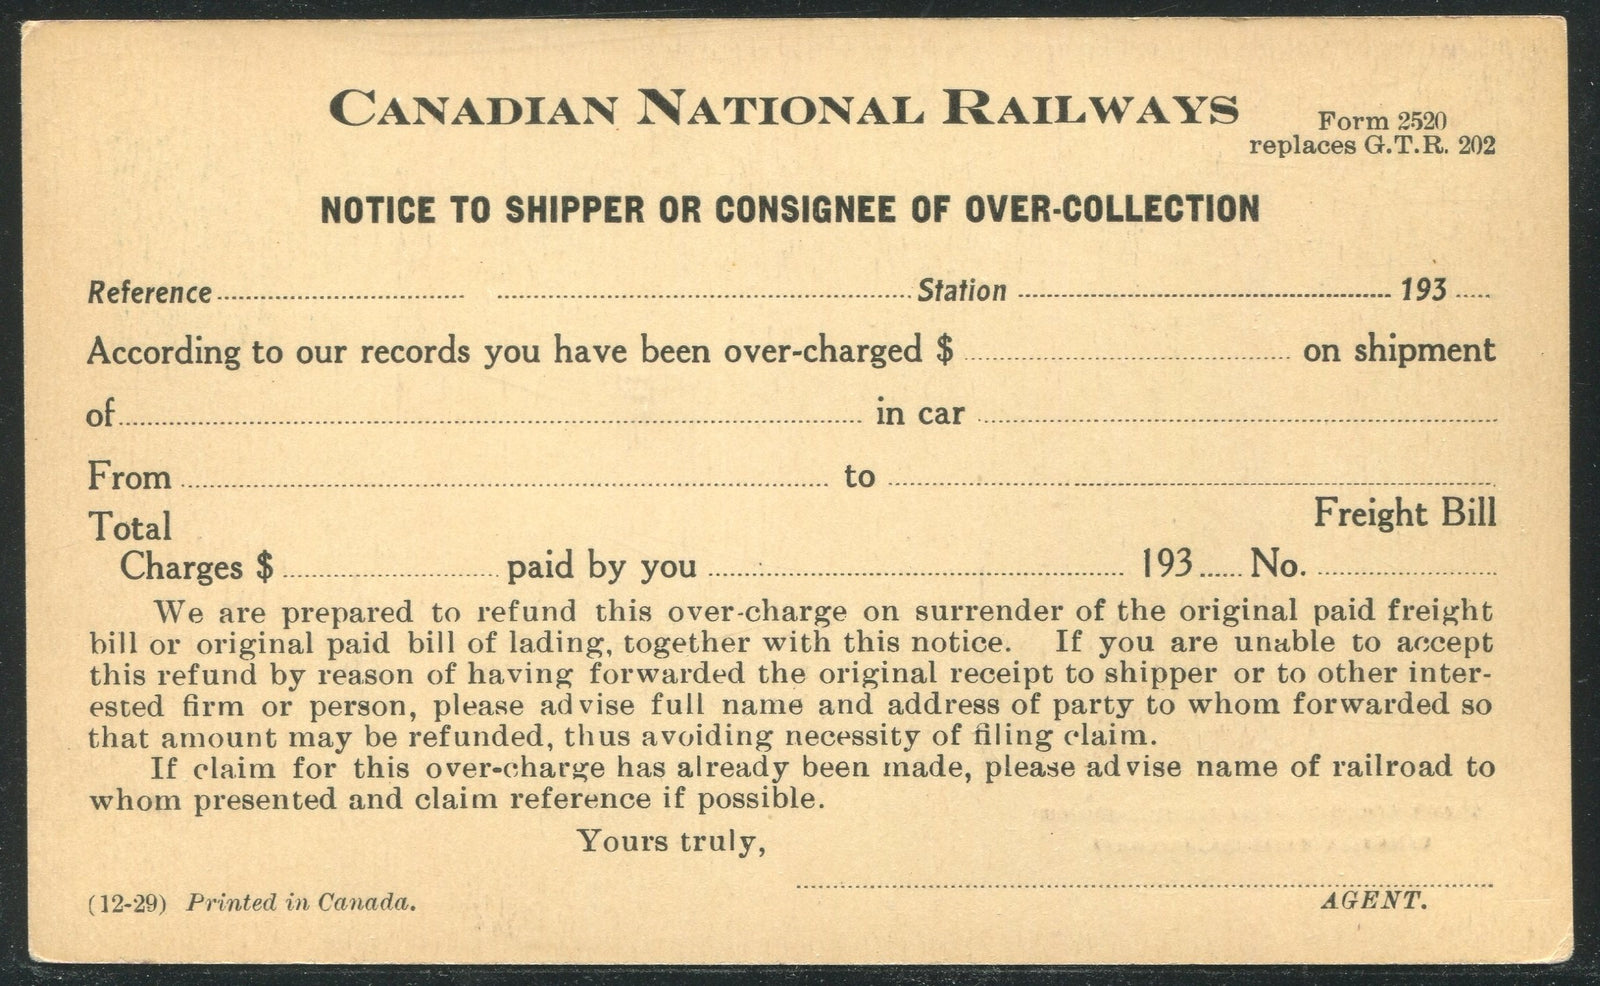 CANADIAN NATIONAL RAILWAYS
Form 2520
replaces G.T.R. 202
NOTICE TO SHIPPER OR CONSIGNEE OF OVER-COLLECTION
Reference Station 193
According to our records you have been over-charged $ on shipment
of in car
From to
Total Freight Bill
Charges $ paid by you 193 No.
We are prepared to refund this over-charge on surrender of the original paid freight
bill or original paid bill of lading, together with this notice. If you are unable to accept
this refund by reason of having forwarded the original receipt to shipper or to other inter-
ested firm or person, please advise full name and address of party to whom forwarded so
that amount may be refunded, thus avoiding necessity of filing claim.
If claim for this over-charge has already been made, please advise name of railroad to
whom presented and claim reference if possible.
Yours truly,
(12-29) Printed in Canada.
AGENT.